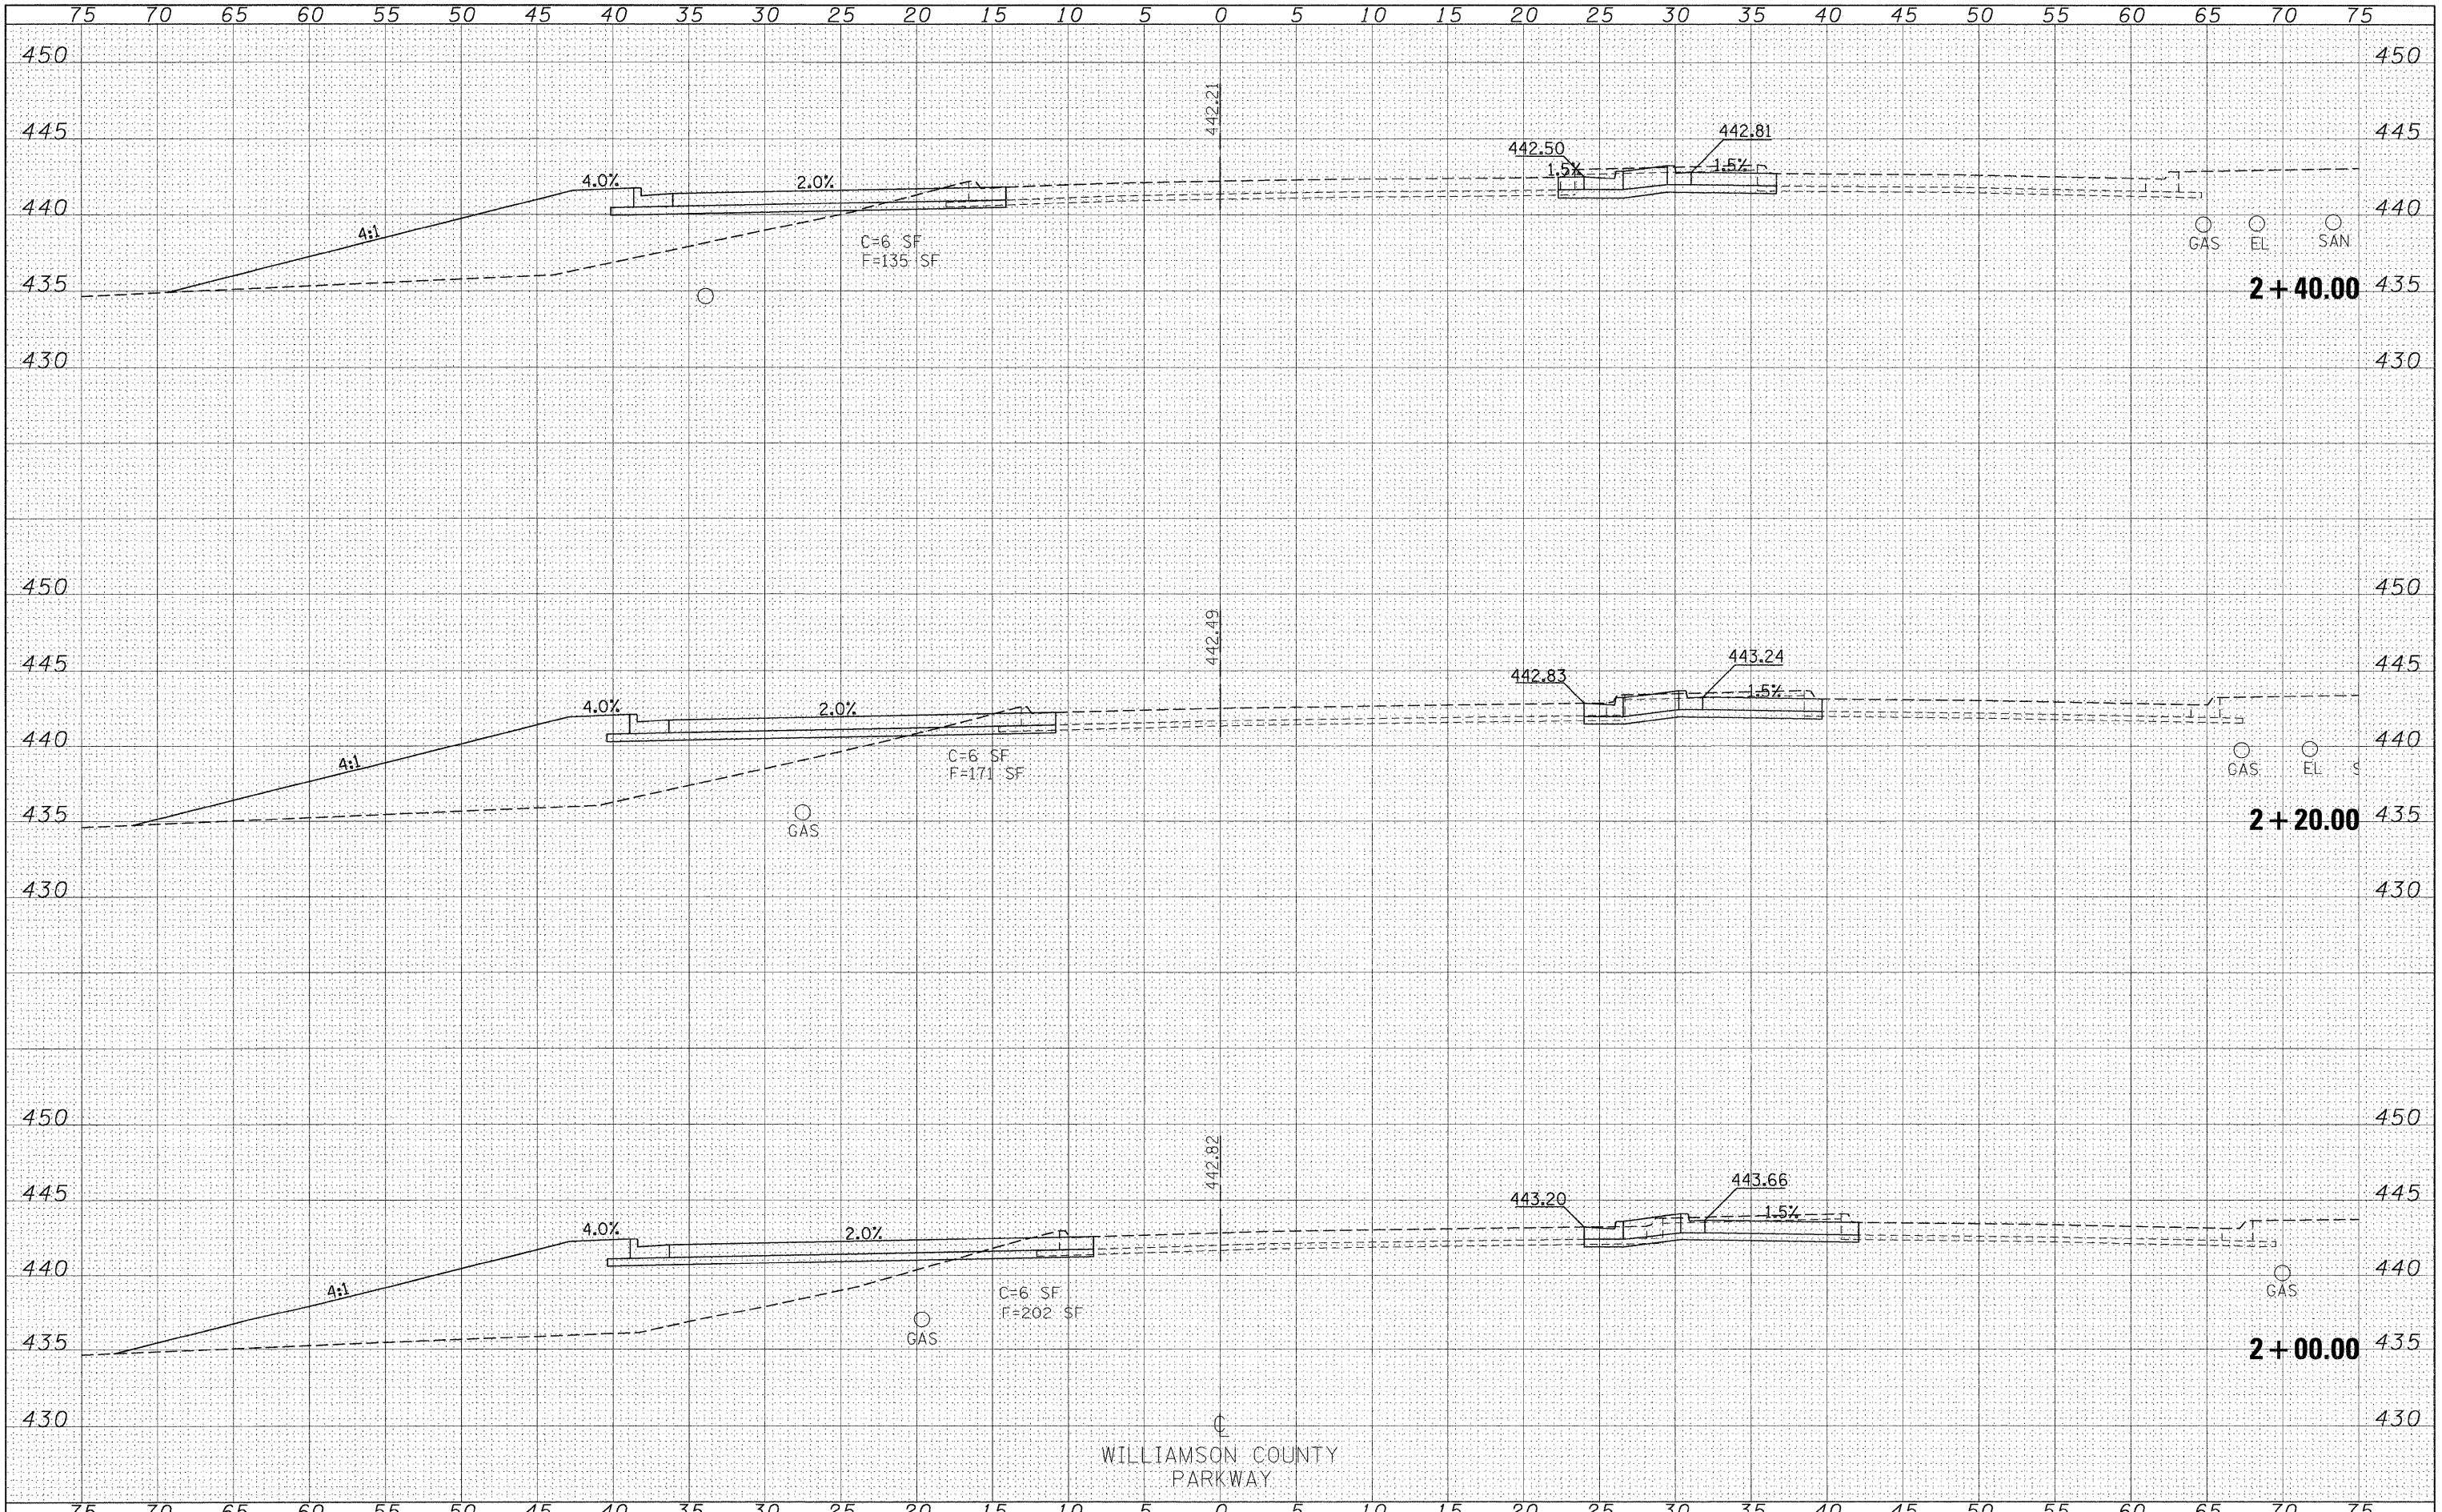 75 70 65 60 55 50 45 40 35 30 25 20 15 10 5 0 5 10 15 20 25 30 35 40 45 50 55 60 65 70 75
450 450
442.21
445 445
442.50 442.81
4.0% 2.0% 1.5% 1.5%
440 440
4:1
C=6 SF
F=135 SF
GAS EL SAN
435 2+40.00 435
430 430
450 450
442.49
445 445
442.83 443.24
4.0% 2.0% 1.5%
440 440
4:1
C=6 SF
F=171 SF
GAS EL S
435 2+20.00 435
GAS
430 430
450 450
442.82
445 445
443.20 443.66
4.0% 2.0% 1.5%
440 440
4:1
C=6 SF
F=202 SF
GAS
GAS
435 2+00.00 435
430 430
℄
WILLIAMSON COUNTY
PARKWAY
75 70 65 60 55 50 45 40 35 30 25 20 15 10 5 0 5 10 15 20 25 30 35 40 45 50 55 60 65 70 75